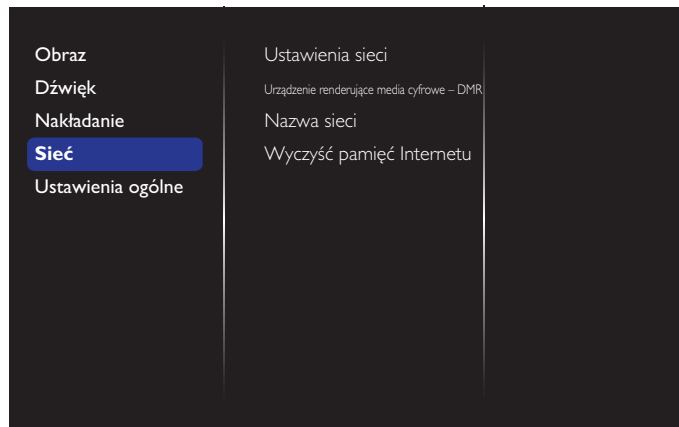 Obraz
Dźwięk
Nakładanie
Sieć
Ustawienia ogólne
Ustawienia sieci
Urządzenie renderujące media cyfrowe – DMR
Nazwa sieci
Wyczyść pamięć Internetu